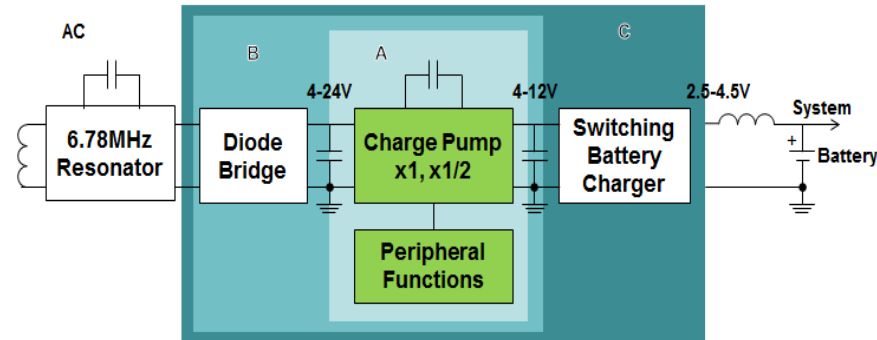 AC
B
A
C
4-24V
4-12V
2.5-4.5V
System
6.78MHz
Resonator
Diode
Bridge
Charge Pump
x1, x1/2
Switching
Battery
Charger
+
Battery
Peripheral
Functions